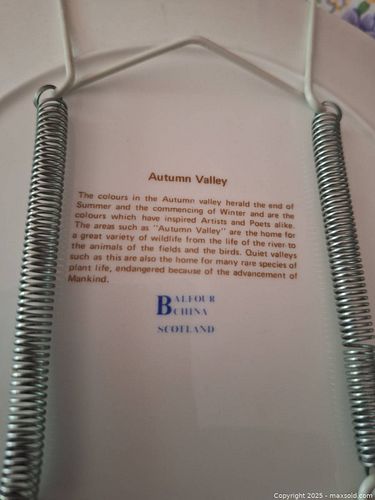 Autumn Valley
The colours in the Autumn valley herald the end of
Summer and the commencing of Winter and are the
colours which have inspired Artists and Poets alike.
The areas such as "Autumn Valley" are the home for
a great variety of wildlife from the life of the river to
the animals of the fields and the birds. Quiet valleys
such as this are also the home for many rare species of
plant life, endangered because of the advancement of
Mankind.
BALFOUR
CHINA
SCOTLAND
Copyright 2025 - maxsold.com